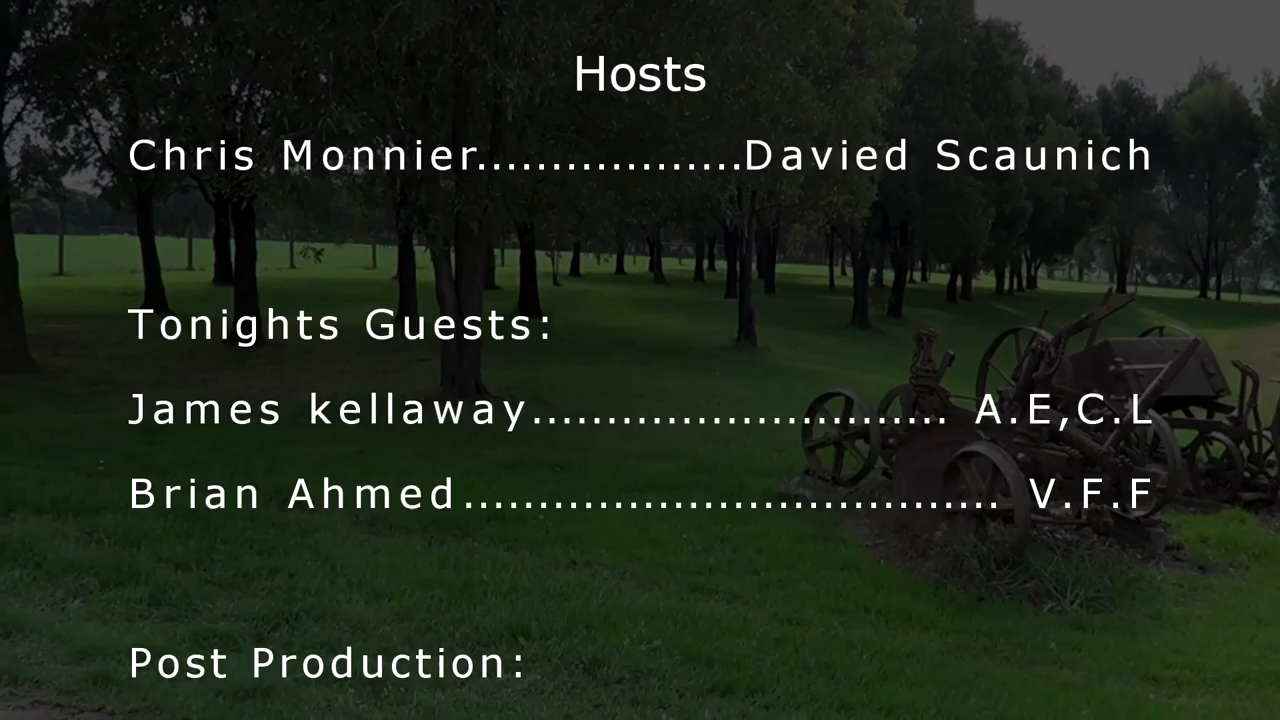 Hosts
Chris Monnier..................Davied Scaunich
Tonights Guests:
James kellaway............................ A.E,C.L
Brian Ahmed.................................... V.F.F
Post Production: